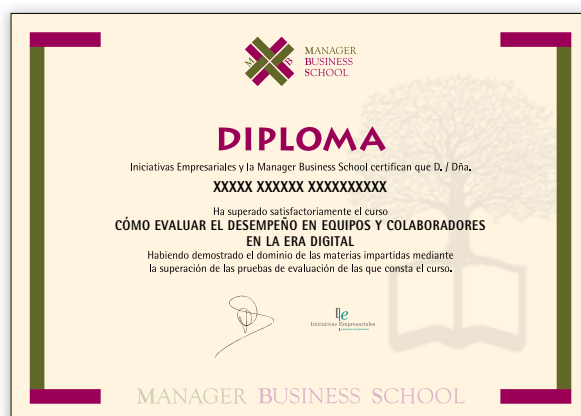 M B
MANAGER
BUSINESS
SCHOOL
DIPLOMA
Iniciativas Empresariales y la Manager Business School certifican que D. / Dña.
XXXXX XXXXXX XXXXXXXXXX
Ha superado satisfactoriamente el curso
CÓMO EVALUAR EL DESEMPEÑO EN EQUIPOS Y COLABORADORES
EN LA ERA DIGITAL
Habiendo demostrado el dominio de las materias impartidas mediante
la superación de las pruebas de evaluación de las que consta el curso.
Iniciativas Empresariales
MANAGER BUSINESS SCHOOL